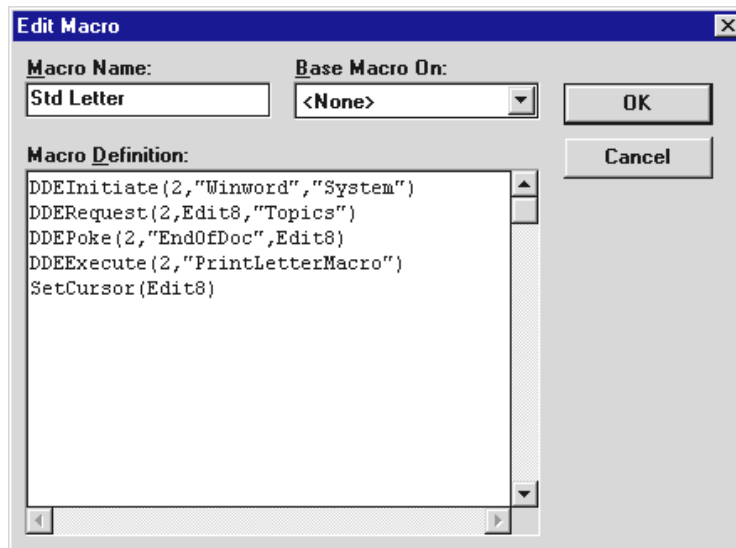 Edit Macro
Macro Name: Base Macro On:
Std Letter <None> OK
Macro Definition: Cancel
DDEInitiate(2,"Winword","System")
DDERequest(2,Edit8,"Topics")
DDEPoke(2,"EndOfDoc",Edit8)
DDEExecute(2,"PrintLetterMacro")
SetCursor(Edit8)